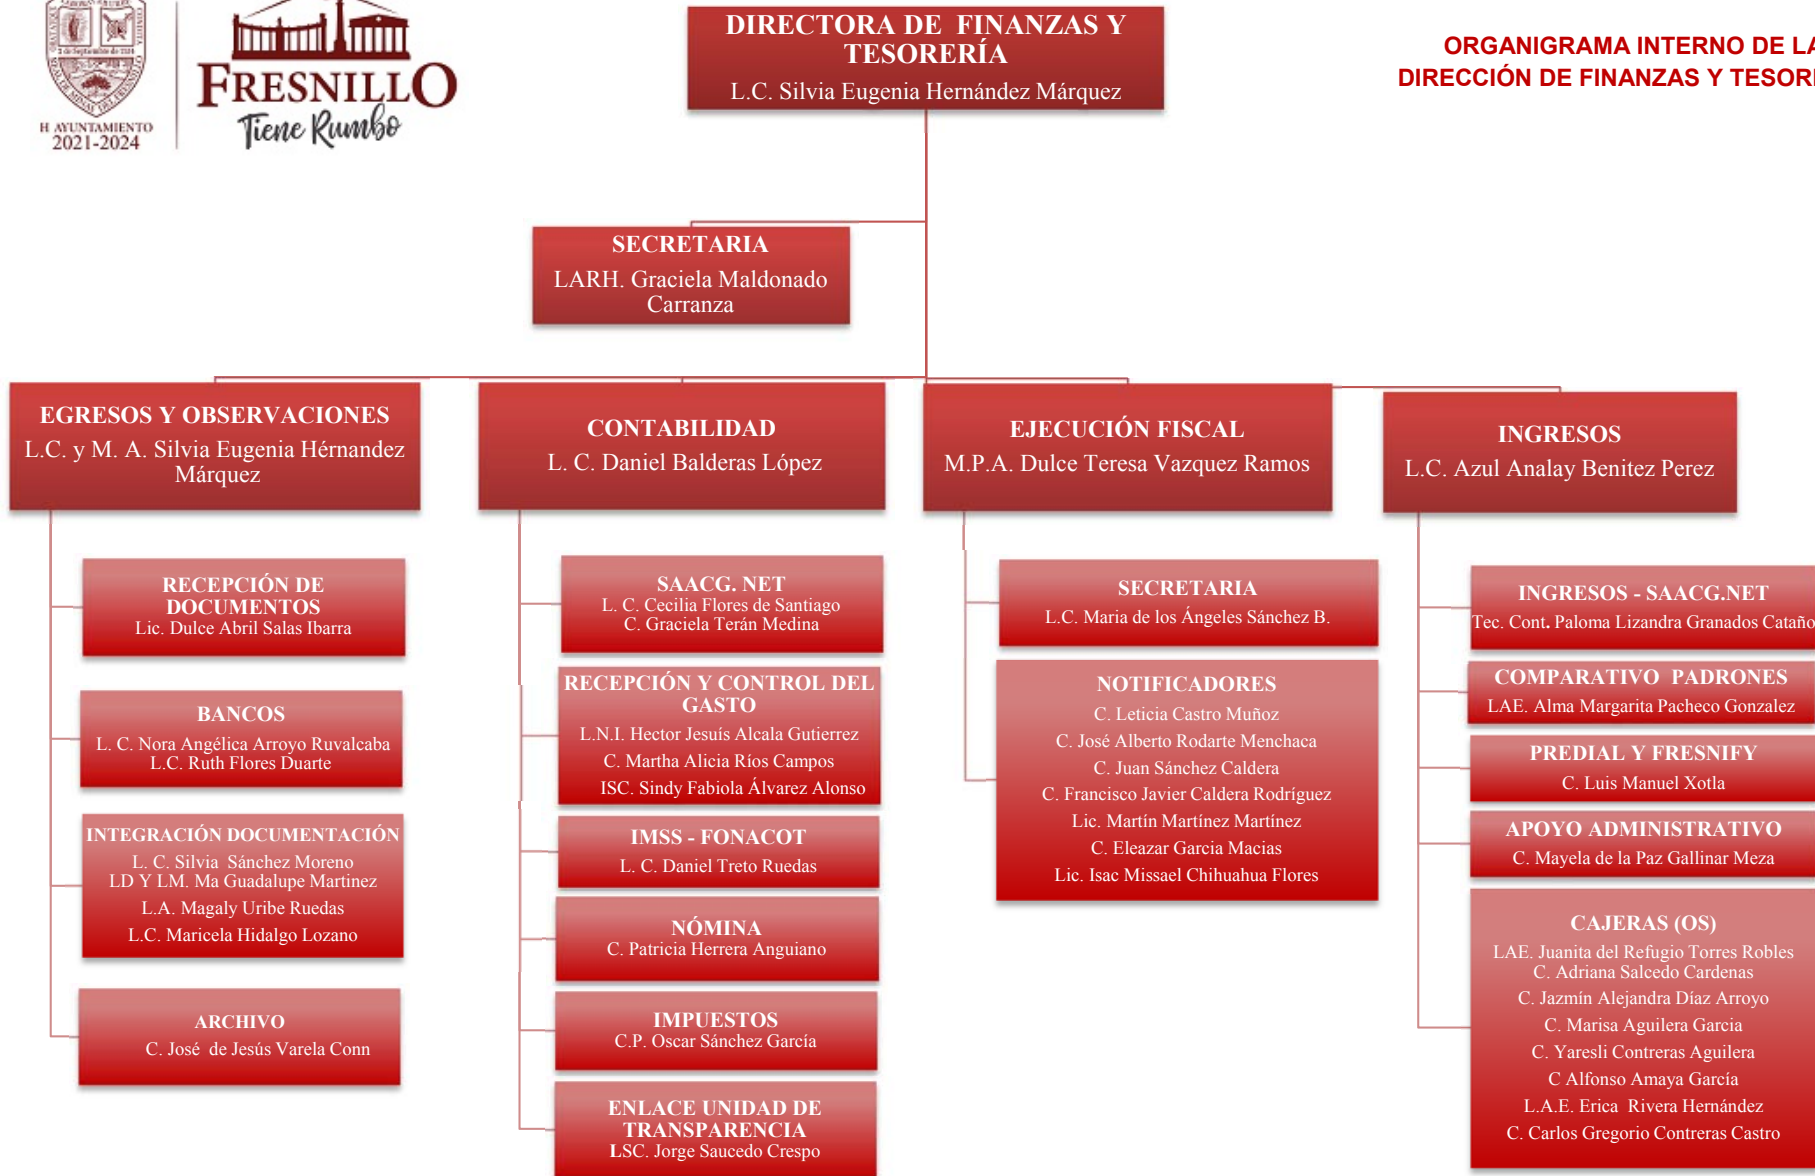 H AYUNTAMIENTO
2021-2024
FRESNILLO
Tiene Rumbo
DIRECTORA DE FINANZAS Y
TESORERÍA
L.C. Silvia Eugenia Hernández Márquez
ORGANIGRAMA INTERNO DE LA
DIRECCIÓN DE FINANZAS Y TESOR
SECRETARIA
LARH. Graciela Maldonado
Carranza
EGRESOS Y OBSERVACIONES
L.C. y M. A. Silvia Eugenia Hérnandez
Márquez
RECEPCIÓN DE
DOCUMENTOS
Lic. Dulce Abril Salas Ibarra
BANCOS
L. C. Nora Angélica Arroyo Ruvalcaba
L.C. Ruth Flores Duarte
INTEGRACIÓN DOCUMENTACIÓN
L. C. Silvia Sánchez Moreno
LD Y LM. Ma Guadalupe Martinez
L.A. Magaly Uribe Ruedas
L.C. Maricela Hidalgo Lozano
ARCHIVO
C. José de Jesús Varela Conn
CONTABILIDAD
L. C. Daniel Balderas López
SAACG. NET
L. C. Cecilia Flores de Santiago
C. Graciela Terán Medina
RECEPCIÓN Y CONTROL DEL
GASTO
L.N.I. Hector Jesuís Alcala Gutierrez
C. Martha Alicia Ríos Campos
ISC. Sindy Fabiola Álvarez Alonso
IMSS - FONACOT
L. C. Daniel Treto Ruedas
NÓMINA
C. Patricia Herrera Anguiano
IMPUESTOS
C.P. Oscar Sánchez García
ENLACE UNIDAD DE
TRANSPARENCIA
LSC. Jorge Saucedo Crespo
EJECUCIÓN FISCAL
M.P.A. Dulce Teresa Vazquez Ramos
SECRETARIA
L.C. Maria de los Ángeles Sánchez B.
NOTIFICADORES
C. Leticia Castro Muñoz
C. José Alberto Rodarte Menchaca
C. Juan Sánchez Caldera
C. Francisco Javier Caldera Rodríguez
Lic. Martín Martínez Martínez
C. Eleazar Garcia Macias
Lic. Isac Missael Chihuahua Flores
INGRESOS
L.C. Azul Analay Benitez Perez
INGRESOS - SAACG.NET
Tec. Cont. Paloma Lizandra Granados Cataño
COMPARATIVO PADRONES
LAE. Alma Margarita Pacheco Gonzalez
PREDIAL Y FRESNIFY
C. Luis Manuel Xotla
APOYO ADMINISTRATIVO
C. Mayela de la Paz Gallinar Meza
CAJERAS (OS)
LAE. Juanita del Refugio Torres Robles
C. Adriana Salcedo Cardenas
C. Jazmín Alejandra Díaz Arroyo
C. Marisa Aguilera Garcia
C. Yaresli Contreras Aguilera
C Alfonso Amaya García
L.A.E. Erica Rivera Hernández
C. Carlos Gregorio Contreras Castro